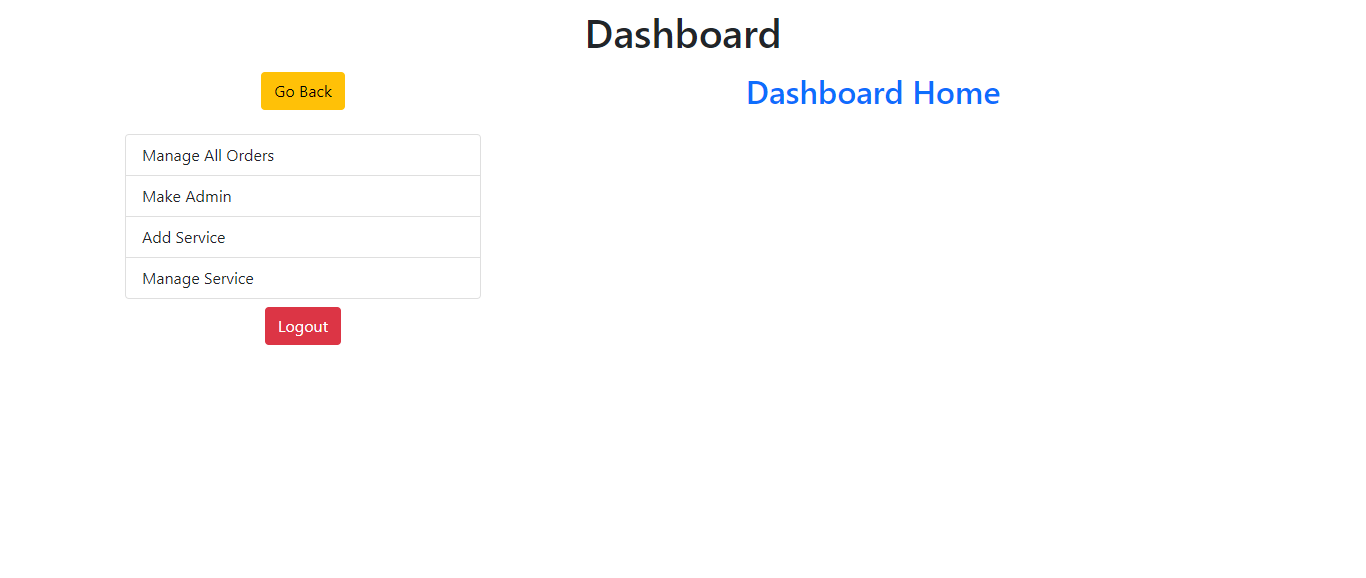 Dashboard
Go Back
Dashboard Home
Manage All Orders
Make Admin
Add Service
Manage Service
Logout